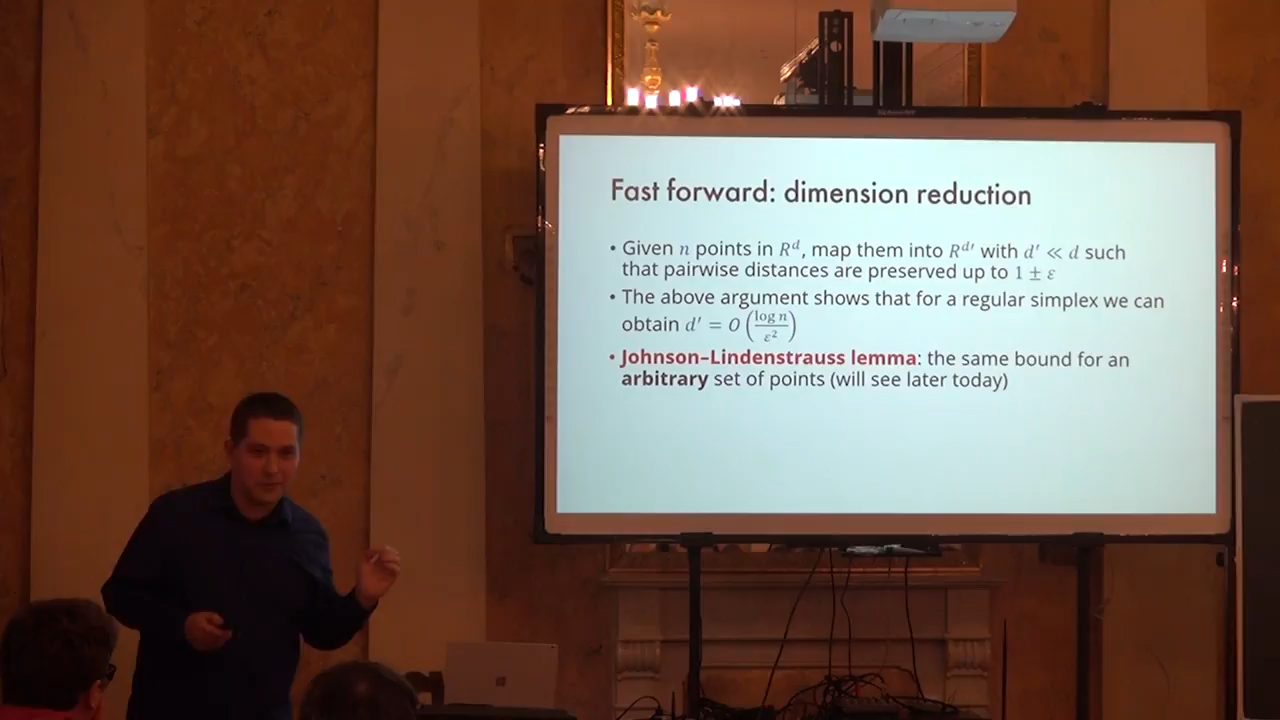 Fast forward: dimension reduction
• Given n points in R^d, map them into R^{d′} with d′ ≪ d such
that pairwise distances are preserved up to 1 ± ε
• The above argument shows that for a regular simplex we can
obtain d′ = O(log n / ε²)
• Johnson–Lindenstrauss lemma: the same bound for an
arbitrary set of points (will see later today)